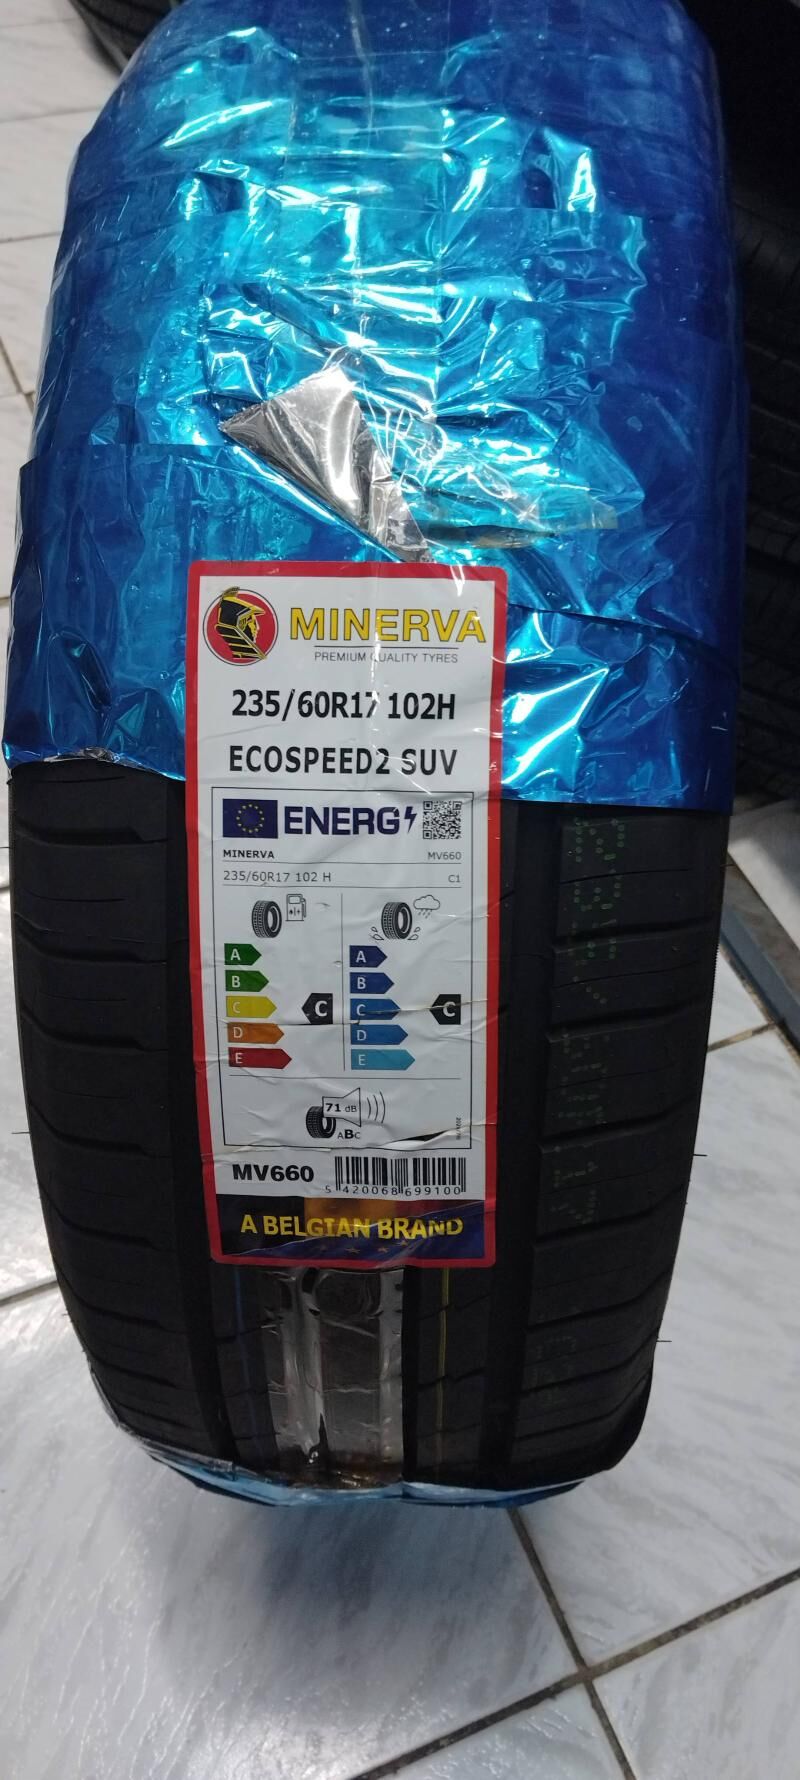 MINERVA
PREMIUM QUALITY TYRES
235/60R17 102H
ECOSPEED2 SUV
ENERG
MINERVA MV660
235/60R17 102 H C1
A A
B B
C C C C
D D
E E
71 dB
ABC
MV660
5 420068 699100
A BELGIAN BRAND